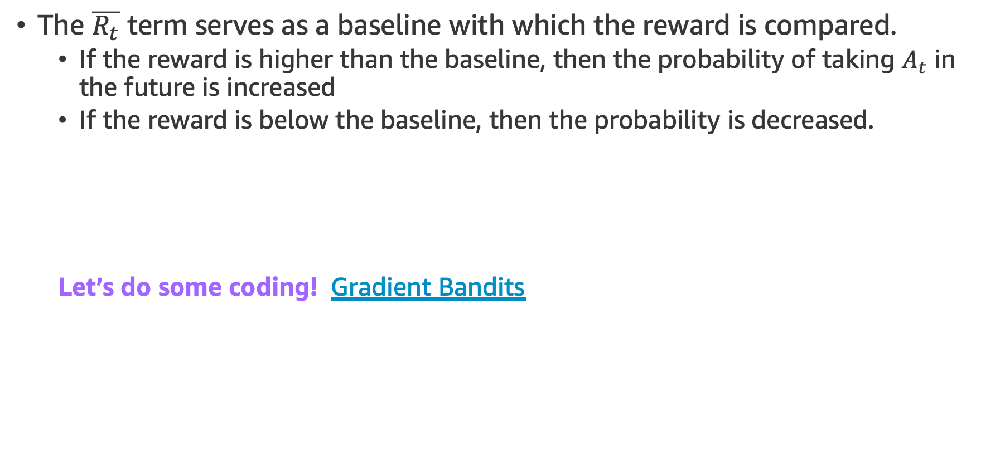 • The $\overline{R_t}$ term serves as a baseline with which the reward is compared.
• If the reward is higher than the baseline, then the probability of taking $A_t$ in
the future is increased
• If the reward is below the baseline, then the probability is decreased.
Let’s do some coding! Gradient Bandits